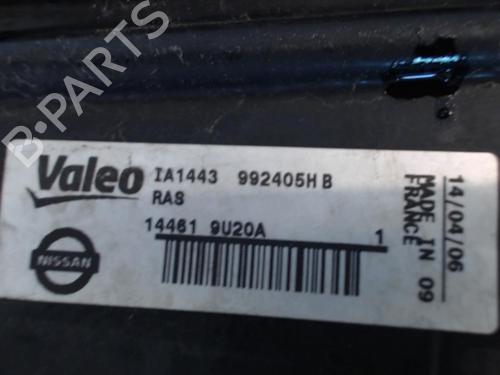 B-PARTS
Valeo
IA1443 992405H B
RAS
14461 9U20A
1
NISSAN
14/04/06
MADE IN 09
FRANCE